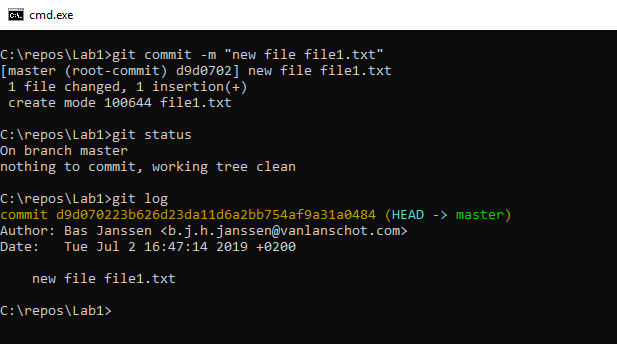 cmd.exe
C:\repos\Lab1>git commit -m "new file file1.txt"
[master (root-commit) d9d0702] new file file1.txt
 1 file changed, 1 insertion(+)
 create mode 100644 file1.txt
C:\repos\Lab1>git status
On branch master
nothing to commit, working tree clean
C:\repos\Lab1>git log
commit d9d070223b626d23da11d6a2bb754af9a31a0484 (HEAD -> master)
Author: Bas Janssen <b.j.h.janssen@vanlanschot.com>
Date:   Tue Jul 2 16:47:14 2019 +0200
    new file file1.txt
C:\repos\Lab1>